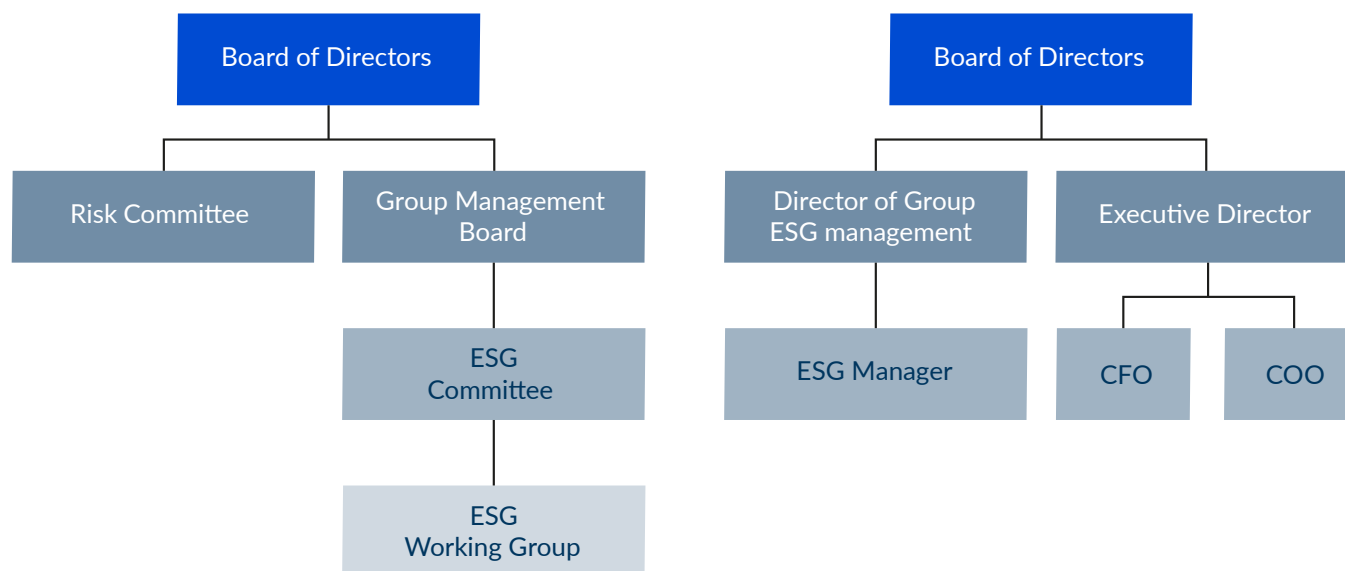 Board of Directors
Risk Committee
Group Management
Board
ESG
Committee
ESG
Working Group
Board of Directors
Director of Group
ESG management
Executive Director
ESG Manager
CFO
COO